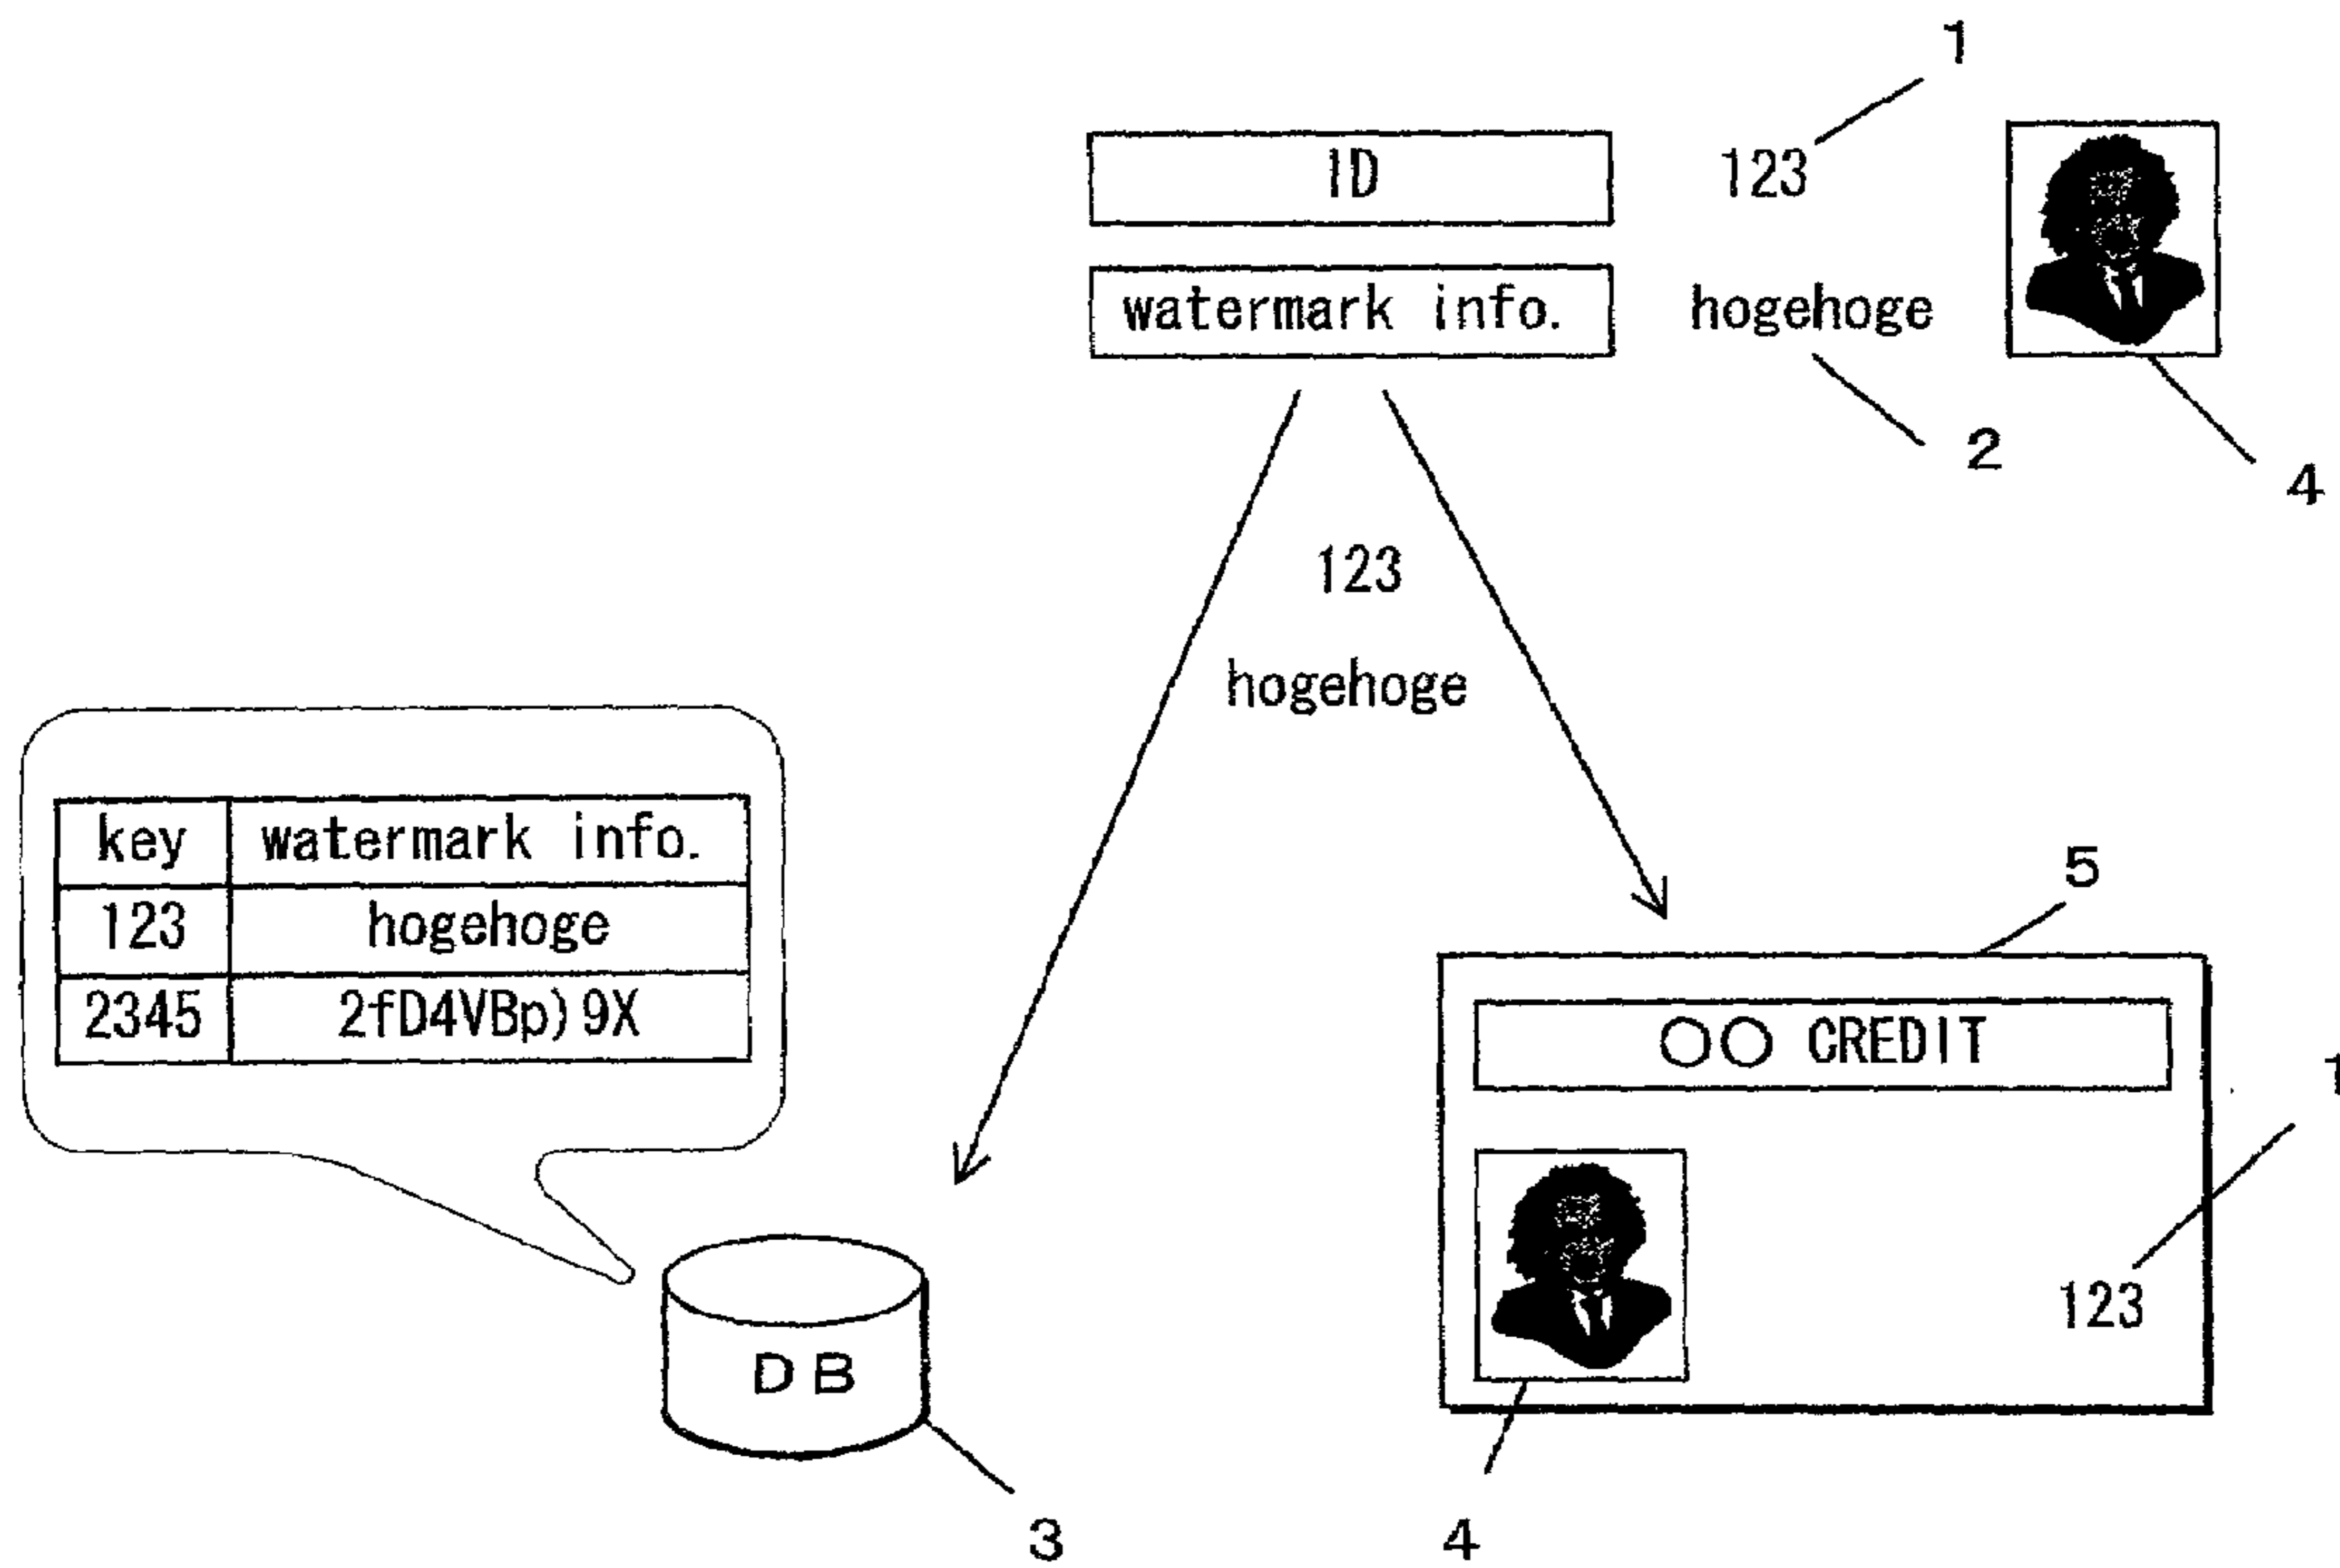 1
ID 123
watermark info. hogehoge
2
4
123
hogehoge
key watermark info.
123 hogehoge
2345 2fD4VBp)9X
DB
3
5
○○ CREDIT
1
123
4